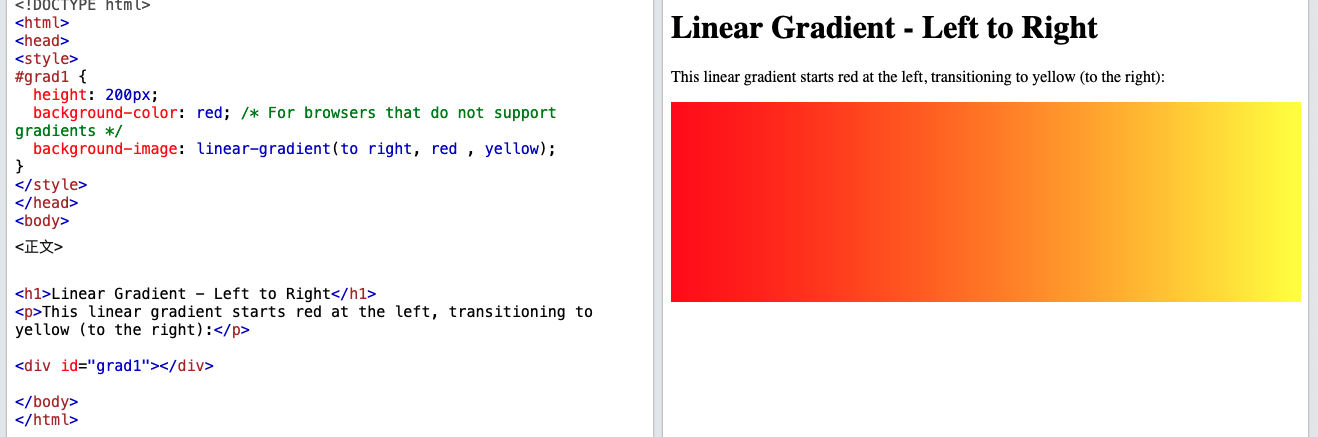 <!DOCTYPE html>
<html>
<head>
<style>
#grad1 {
  height: 200px;
  background-color: red; /* For browsers that do not support
gradients */
  background-image: linear-gradient(to right, red , yellow);
}
</style>
</head>
<body>
<正文>
<h1>Linear Gradient - Left to Right</h1>
<p>This linear gradient starts red at the left, transitioning to
yellow (to the right):</p>
<div id="grad1"></div>
</body>
</html>
Linear Gradient - Left to Right
This linear gradient starts red at the left, transitioning to yellow (to the right):